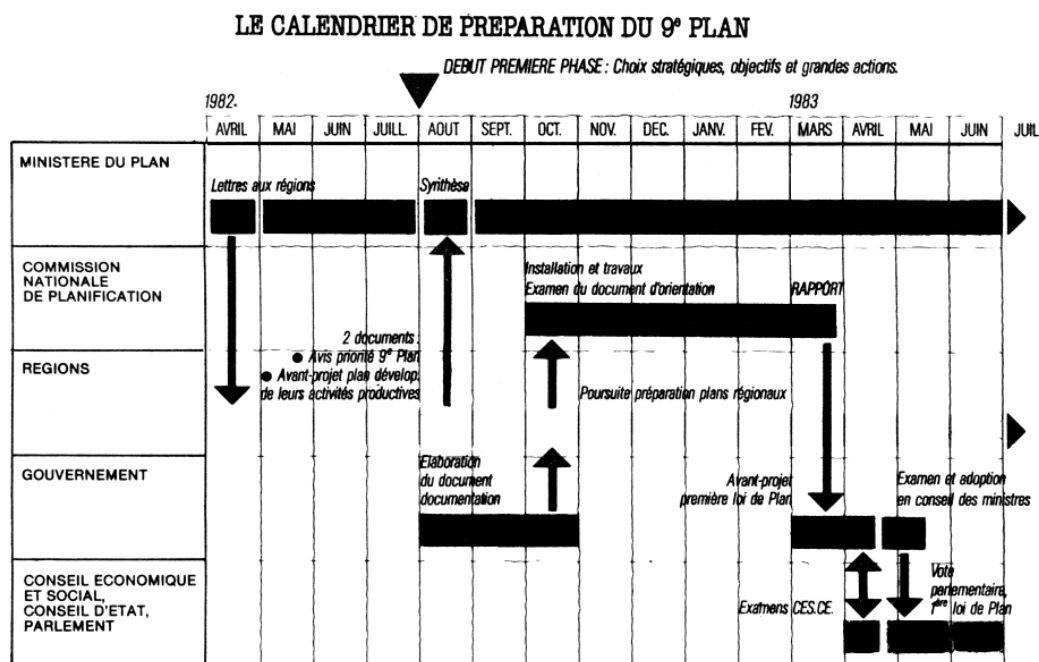 LE CALENDRIER DE PREPARATION DU 9e PLAN
DEBUT PREMIERE PHASE : Choix stratégiques, objectifs et grandes actions.
1982. 1983
AVRIL MAI JUIN JUILL. AOUT SEPT. OCT. NOV. DEC. JANV. FEV. MARS AVRIL MAI JUIN JUIL
MINISTERE DU PLAN
Lettres aux régions Synthèse
COMMISSION
NATIONALE
DE PLANIFICATION
Installation et travaux
Examen du document d'orientation RAPPORT
REGIONS
2 documents :
● Avis priorité 9e Plan
● Avant-projet plan dévelop.
de leurs activités productives
Poursuite préparation plans régionaux
GOUVERNEMENT
Elaboration
du document
documentation
Avant-projet
première loi de Plan
Examen et adoption
en conseil des ministres
CONSEIL ECONOMIQUE
ET SOCIAL,
CONSEIL D'ETAT,
PARLEMENT
Examens CES.CE.
Vote
parlementaire,
1ère loi de Plan